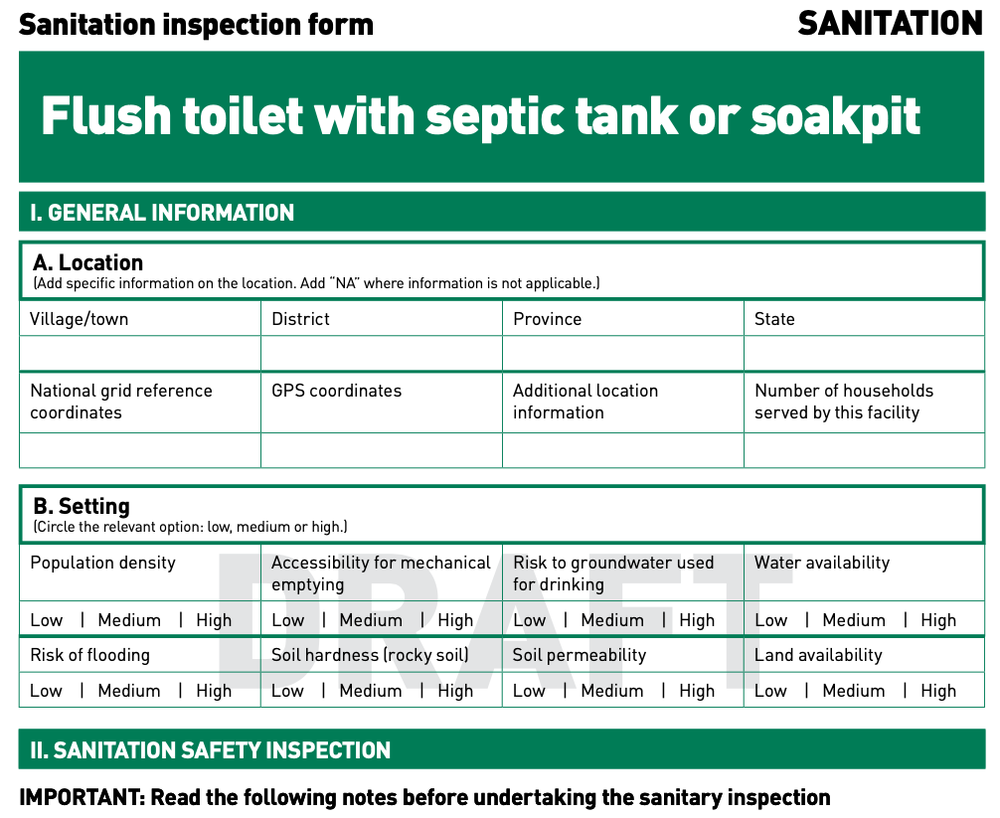 Sanitation inspection form
SANITATION
Flush toilet with septic tank or soakpit
I. GENERAL INFORMATION
A. Location
(Add specific information on the location. Add “NA” where information is not applicable.)
Village/town
District
Province
State
National grid reference
coordinates
GPS coordinates
Additional location
information
Number of households
served by this facility
B. Setting
(Circle the relevant option: low, medium or high.)
DRAFT
Population density
Accessibility for mechanical
emptying
Risk to groundwater used
for drinking
Water availability
Low | Medium | High
Low | Medium | High
Low | Medium | High
Low | Medium | High
Risk of flooding
Soil hardness (rocky soil)
Soil permeability
Land availability
Low | Medium | High
Low | Medium | High
Low | Medium | High
Low | Medium | High
II. SANITATION SAFETY INSPECTION
IMPORTANT: Read the following notes before undertaking the sanitary inspection